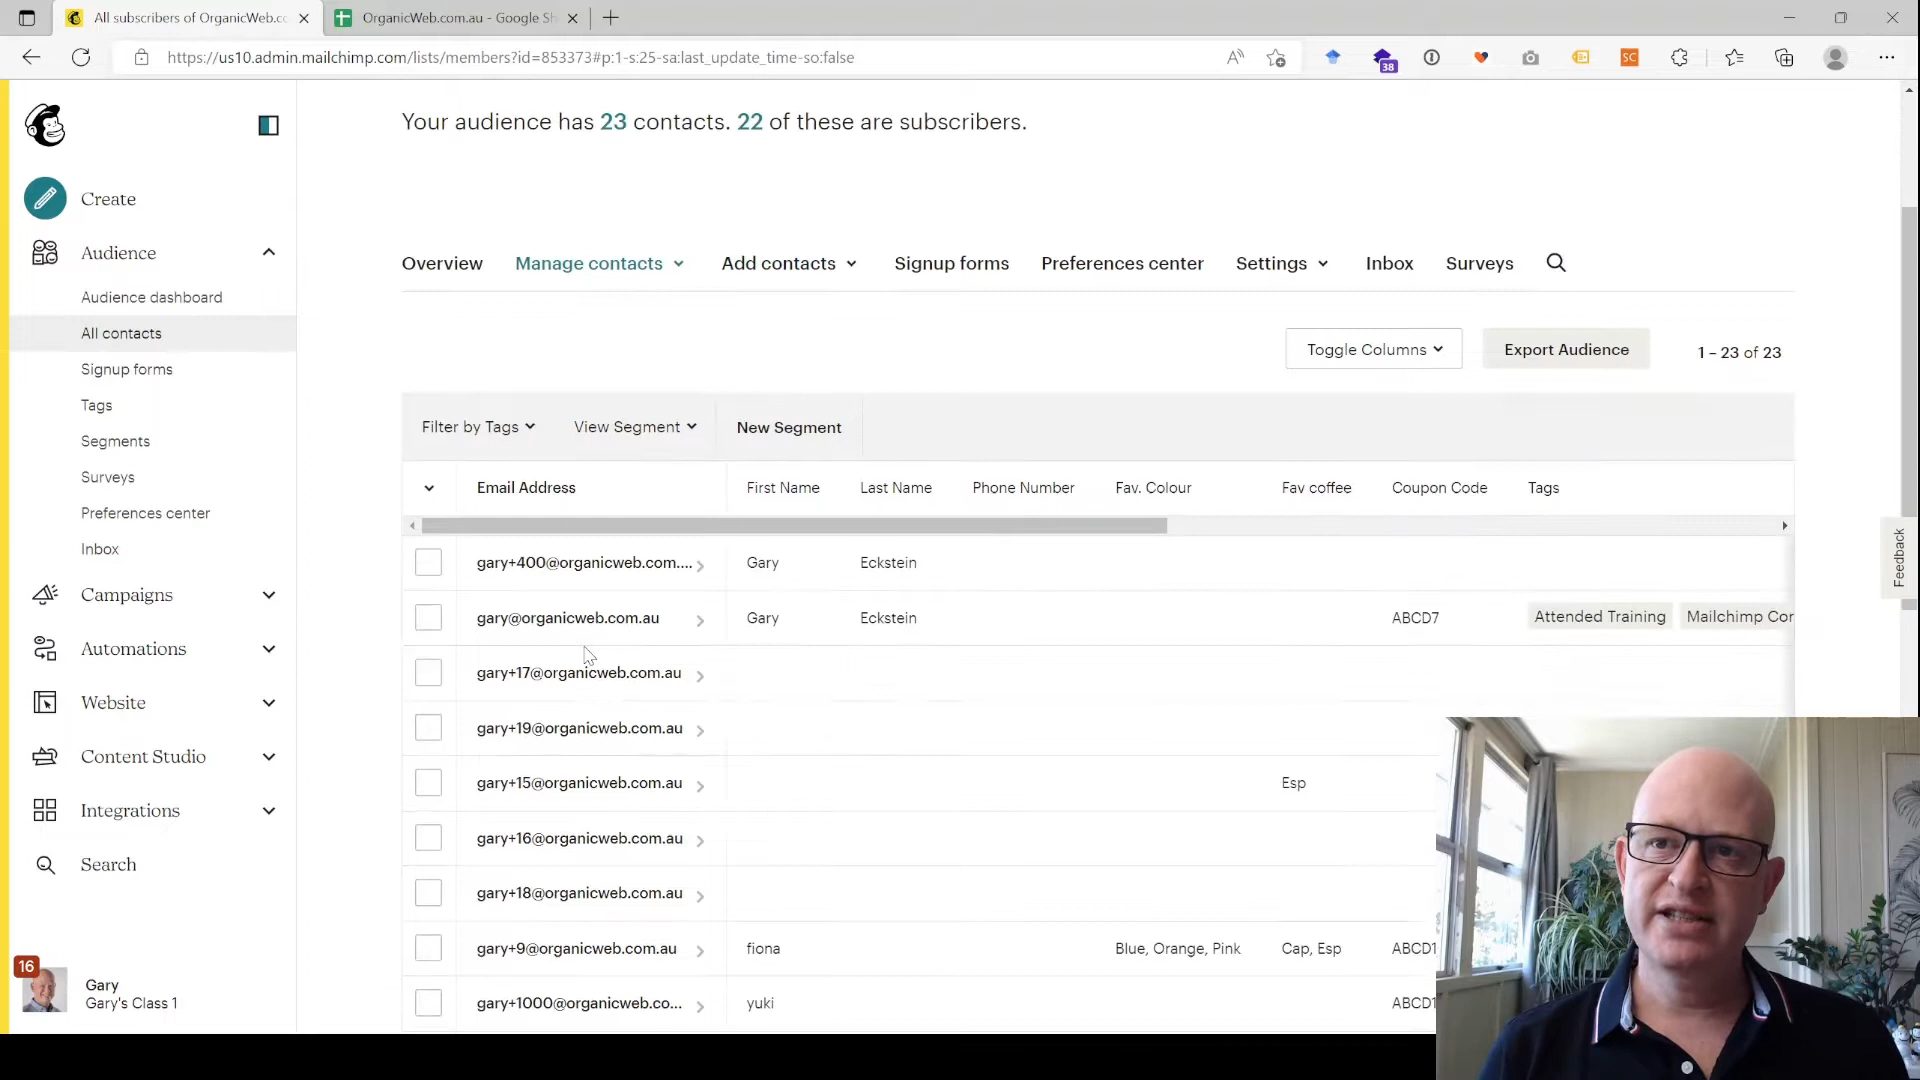 All subscribers of OrganicWeb.cc
OrganicWeb.com.au - Google Sh
https://us10.admin.mailchimp.com/lists/members?id=853373#p:1-s:25-sa:last_update_time-so:false
38
SC
Your audience has 23 contacts. 22 of these are subscribers.
Create
Audience
Audience dashboard
All contacts
Signup forms
Tags
Segments
Surveys
Preferences center
Inbox
Campaigns
Automations
Website
Content Studio
Integrations
Search
16
Gary
Gary's Class 1
Overview Manage contacts Add contacts Signup forms Preferences center Settings Inbox Surveys
Toggle Columns Export Audience 1 – 23 of 23
Filter by Tags View Segment New Segment
Email Address First Name Last Name Phone Number Fav. Colour Fav coffee Coupon Code Tags
gary+400@organicweb.com.... Gary Eckstein
gary@organicweb.com.au Gary Eckstein ABCD7 Attended Training Mailchimp Cor
gary+17@organicweb.com.au
gary+19@organicweb.com.au
gary+15@organicweb.com.au Esp
gary+16@organicweb.com.au
gary+18@organicweb.com.au
gary+9@organicweb.com.au fiona Blue, Orange, Pink Cap, Esp ABCD1
gary+1000@organicweb.co... yuki ABCD1
Feedback